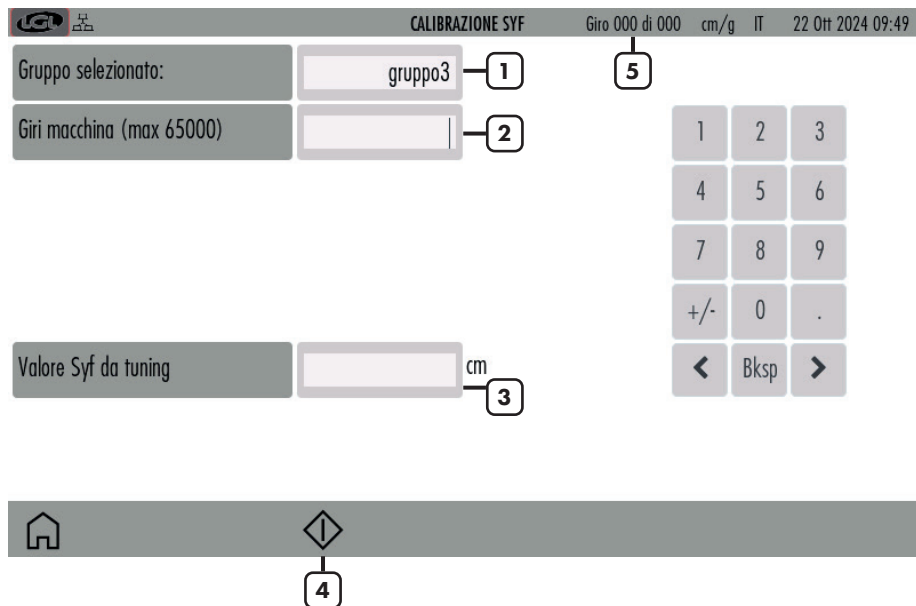 LGL CALIBRAZIONE SYF Giro 000 di 000 cm/g IT 22 Ott 2024 09:49
Gruppo selezionato: gruppo3 1 5
Giri macchina (max 65000) 2
1 2 3
4 5 6
7 8 9
+/- 0 .
Valore Syf da tuning cm 3
< Bksp >
4